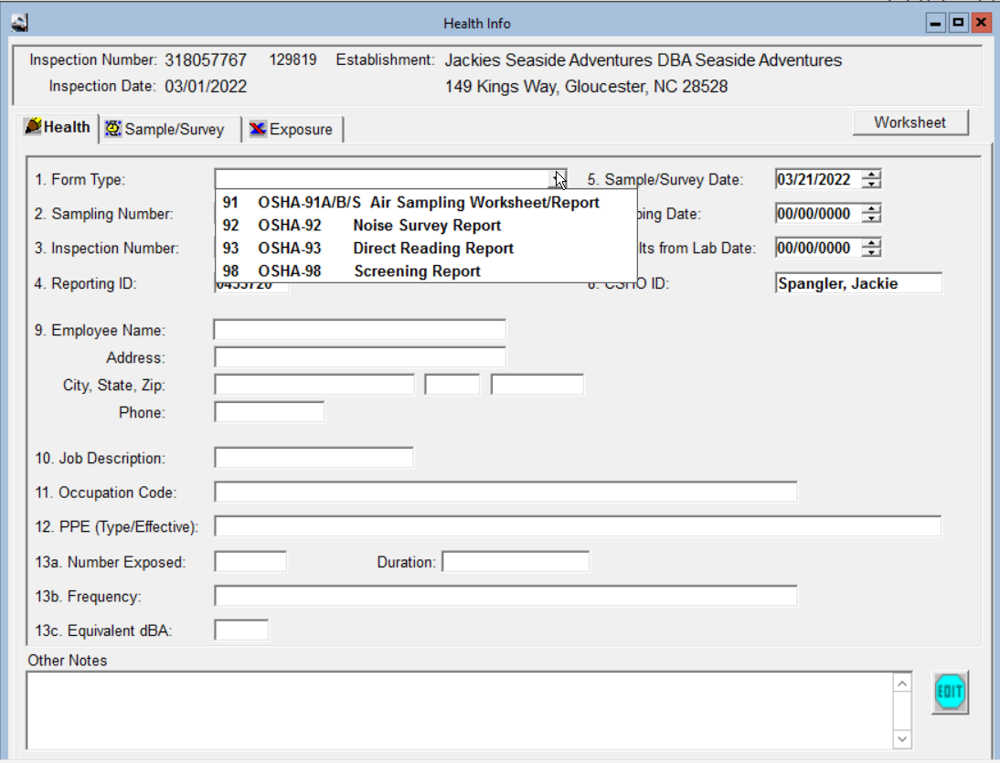 Health Info
Inspection Number: 318057767 129819 Establishment: Jackies Seaside Adventures DBA Seaside Adventures
Inspection Date: 03/01/2022 149 Kings Way, Gloucester, NC 28528
Health Sample/Survey Exposure Worksheet
1. Form Type: 5. Sample/Survey Date: 03/21/2022
91 OSHA-91A/B/S Air Sampling Worksheet/Report
2. Sampling Number: ing Date: 00/00/0000
92 OSHA-92 Noise Survey Report
93 OSHA-93 Direct Reading Report
3. Inspection Number: lts from Lab Date: 00/00/0000
98 OSHA-98 Screening Report
4. Reporting ID: 0455720 8. CSHO ID: Spangler, Jackie
9. Employee Name:
Address:
City, State, Zip:
Phone:
10. Job Description:
11. Occupation Code:
12. PPE (Type/Effective):
13a. Number Exposed: Duration:
13b. Frequency:
13c. Equivalent dBA:
Other Notes
EDIT